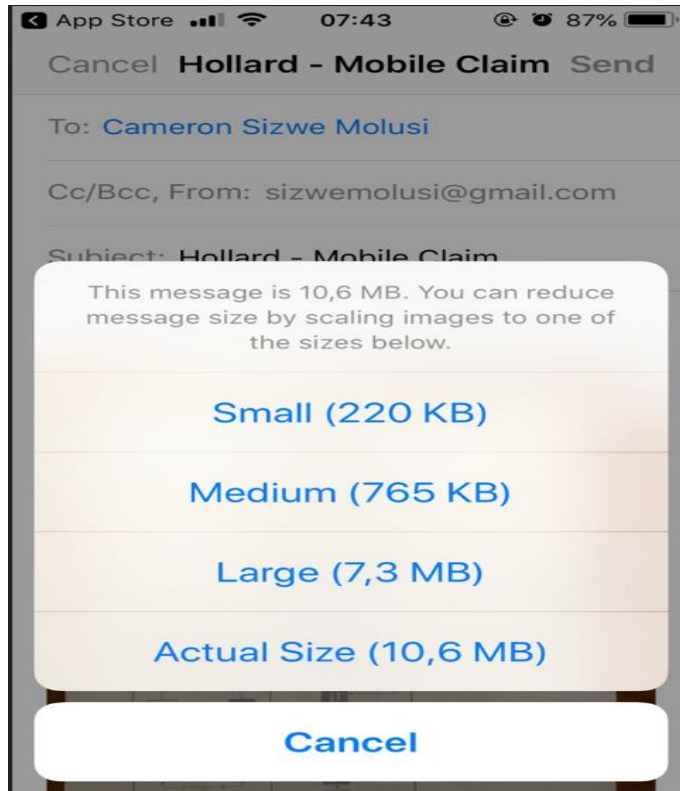 App Store 07:43 87%
Cancel Hollard - Mobile Claim Send
To: Cameron Sizwe Molusi
Cc/Bcc, From: sizwemolusi@gmail.com
Subject: Hollard - Mobile Claim
This message is 10,6 MB. You can reduce
message size by scaling images to one of
the sizes below.
Small (220 KB)
Medium (765 KB)
Large (7,3 MB)
Actual Size (10,6 MB)
Cancel